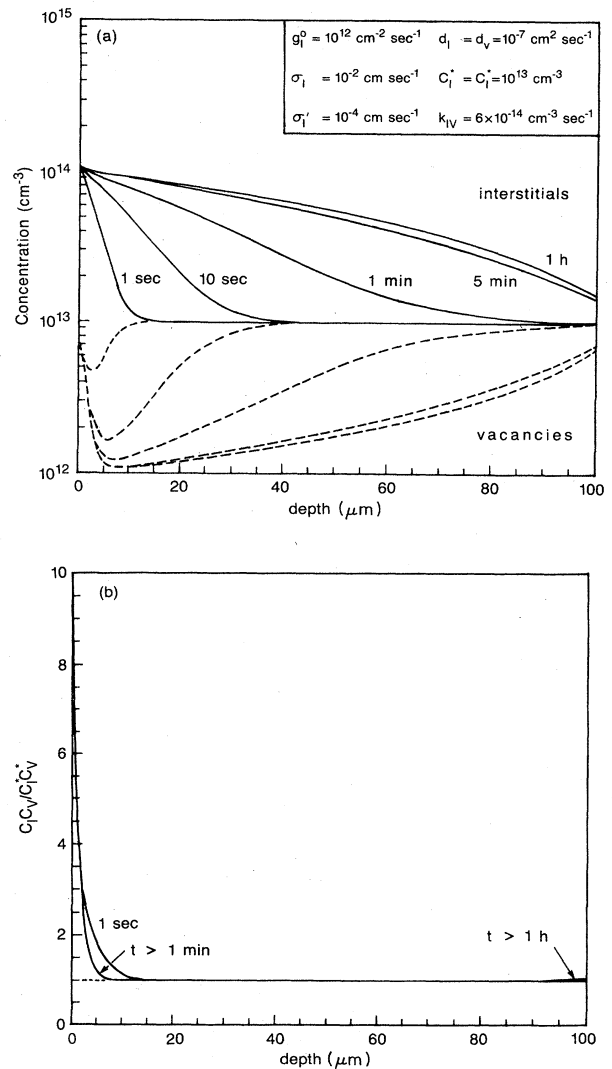 (a)
g_I^o = 10^12 cm^-2 sec^-1 d_I = d_v = 10^-7 cm^2 sec^-1
σ_I = 10^-2 cm sec^-1 C_I^* = C_I^* = 10^13 cm^-3
σ_I' = 10^-4 cm sec^-1 k_IV = 6×10^-14 cm^-3 sec^-1
10^15
10^14
10^13
10^12
Concentration (cm^-3)
interstitials
1 sec
10 sec
1 min
5 min
1 h
vacancies
0 20 40 60 80 100
depth (μm)
(b)
10
8
6
4
2
0
C_I C_V / C_I^* C_V^*
1 sec
t > 1 min
t > 1 h
0 20 40 60 80 100
depth (μm)